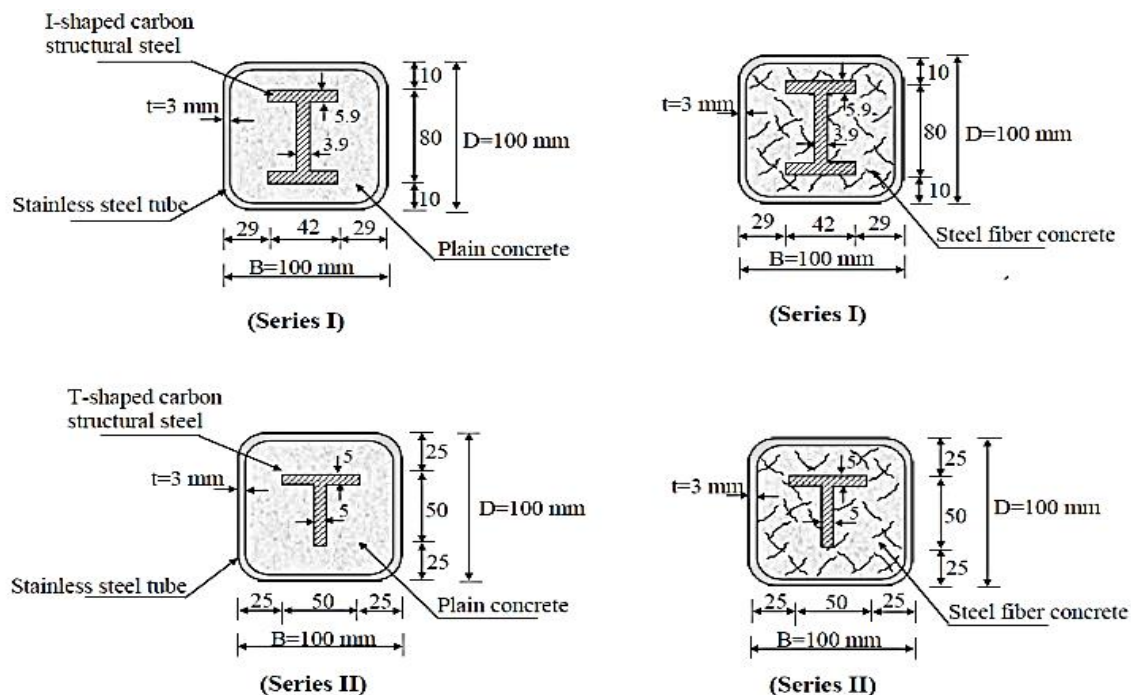 I-shaped carbon
structural steel
t=3 mm
5.9
3.9
10
80
10
D=100 mm
Stainless steel tube
29
42
29
Plain concrete
B=100 mm
(Series I)
5.9
3.9
10
80
10
D=100 mm
t=3 mm
29
42
29
Steel fiber concrete
B=100 mm
(Series I)
T-shaped carbon
structural steel
t=3 mm
5
5
25
50
25
D=100 mm
Stainless steel tube
25
50
25
Plain concrete
B=100 mm
(Series II)
t=3 mm
5
5
25
50
25
D=100 mm
25
50
25
Steel fiber concrete
B=100 mm
(Series II)